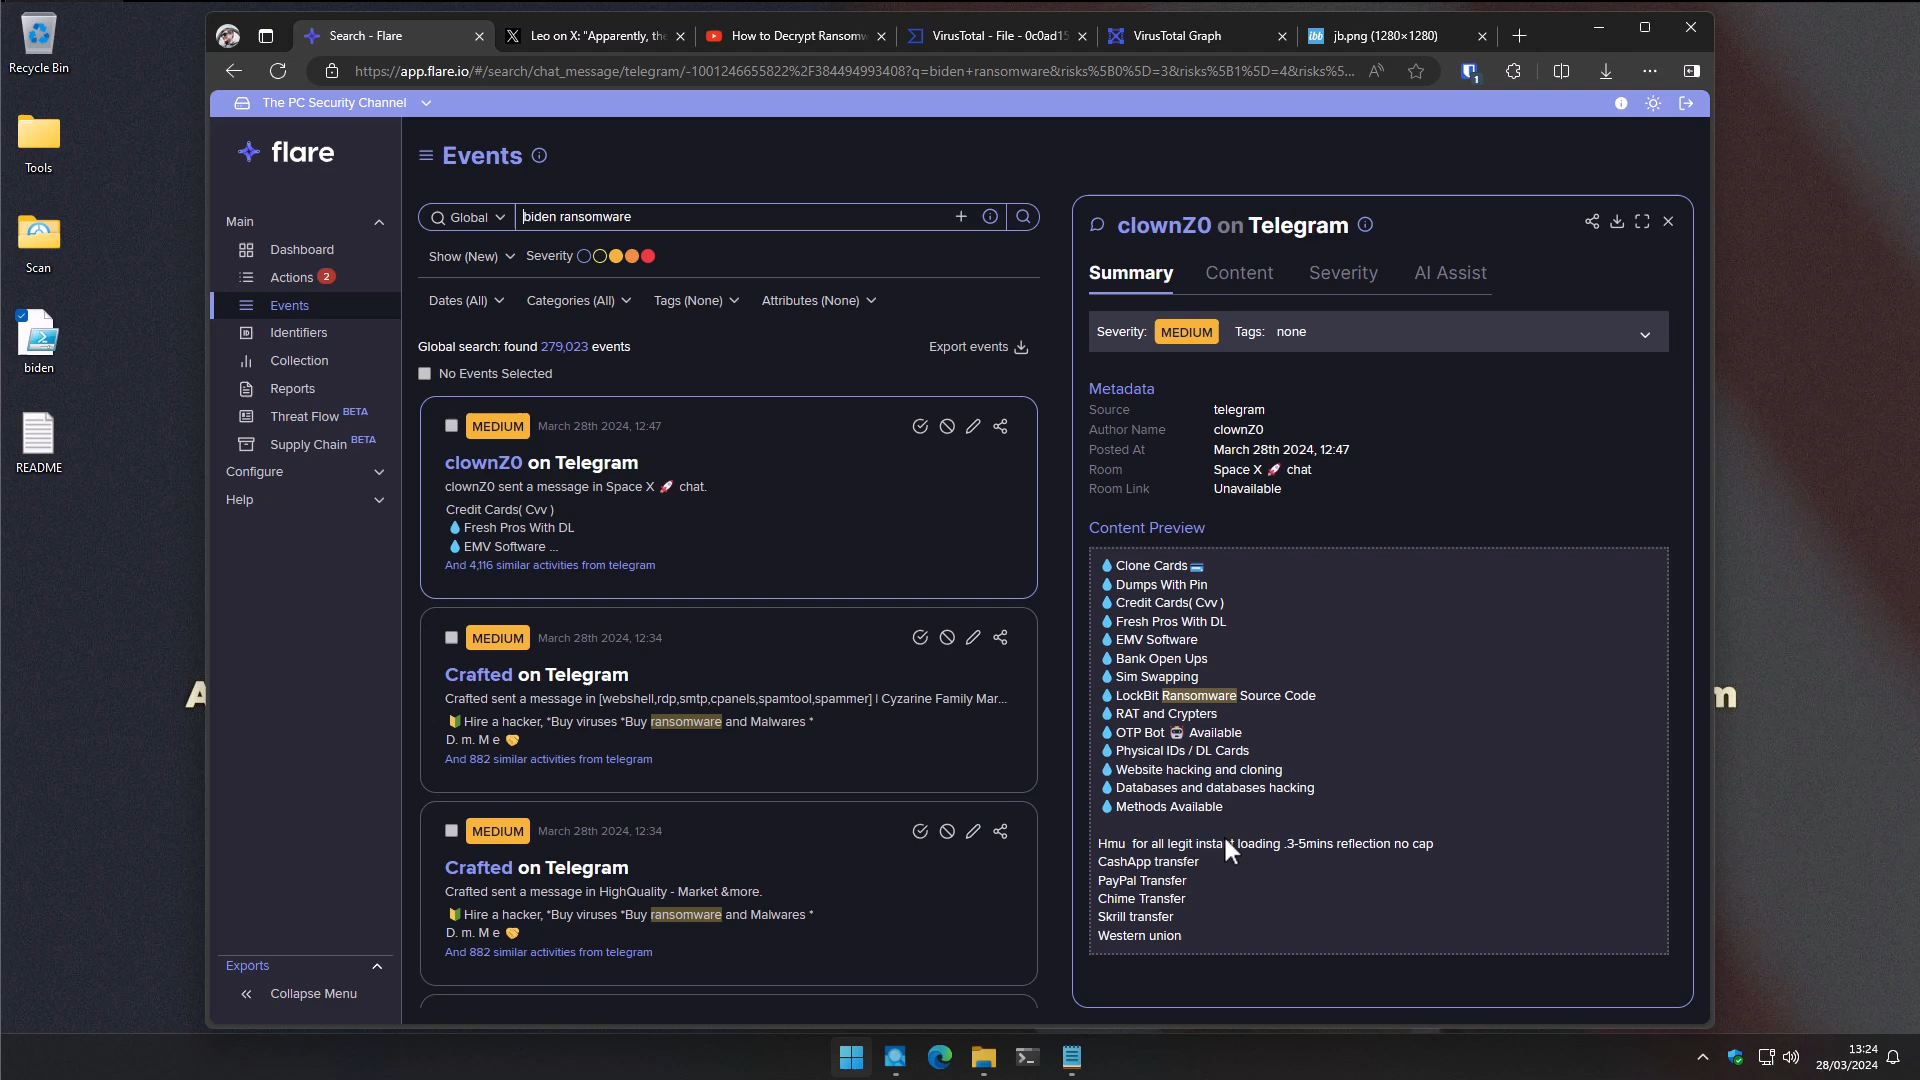 Recycle Bin
Tools
Scan
biden
README
A
m
Search - Flare
Leo on X: "Apparently, the
How to Decrypt Ransomw
VirusTotal - File - 0c0ad15
VirusTotal Graph
ibb
jb.png (1280×1280)
https://app.flare.io/#/search/chat_message/telegram/-1001246655822%2F384494993408?q=biden+ransomware&risks%5B0%5D=3&risks%5B1%5D=4&risks%5...
1
The PC Security Channel
flare
Main
Dashboard
Actions 2
Events
Identifiers
Collection
Reports
Threat Flow BETA
Supply Chain BETA
Configure
Help
Exports
Collapse Menu
Events
Global
biden ransomware
Show (New)
Severity
Dates (All)
Categories (All)
Tags (None)
Attributes (None)
Global search: found 279,023 events
Export events
No Events Selected
MEDIUM March 28th 2024, 12:47
clownZ0 on Telegram
clownZ0 sent a message in Space X 🚀 chat.
Credit Cards( Cvv )
💧 Fresh Pros With DL
💧 EMV Software ...
And 4,116 similar activities from telegram
MEDIUM March 28th 2024, 12:34
Crafted on Telegram
Crafted sent a message in [webshell,rdp,smtp,cpanels,spamtool,spammer] | Cyzarine Family Mar...
🔰 Hire a hacker, *Buy viruses *Buy ransomware and Malwares *
D. m. M e 🤝
And 882 similar activities from telegram
MEDIUM March 28th 2024, 12:34
Crafted on Telegram
Crafted sent a message in HighQuality - Market &more.
🔰 Hire a hacker, *Buy viruses *Buy ransomware and Malwares *
D. m. M e 🤝
And 882 similar activities from telegram
clownZ0 on Telegram
Summary
Content
Severity
AI Assist
Severity: MEDIUM Tags: none
Metadata
Source telegram
Author Name clownZ0
Posted At March 28th 2024, 12:47
Room Space X 🚀 chat
Room Link Unavailable
Content Preview
💧 Clone Cards 💳
💧 Dumps With Pin
💧 Credit Cards( Cvv )
💧 Fresh Pros With DL
💧 EMV Software
💧 Bank Open Ups
💧 Sim Swapping
💧 LockBit Ransomware Source Code
💧 RAT and Crypters
💧 OTP Bot 🤖 Available
💧 Physical IDs / DL Cards
💧 Website hacking and cloning
💧 Databases and databases hacking
💧 Methods Available
Hmu for all legit instant loading .3-5mins reflection no cap
CashApp transfer
PayPal Transfer
Chime Transfer
Skrill transfer
Western union
13:24
28/03/2024